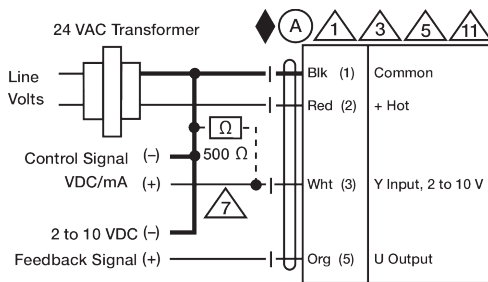 24 VAC Transformer
A 1 3 5 11
Line
Volts
Blk (1) Common
Red (2) + Hot
Ω
500 Ω
Control Signal (-)
VDC/mA (+)
Wht (3) Y Input, 2 to 10 V
7
2 to 10 VDC (-)
Feedback Signal (+)
Org (5) U Output